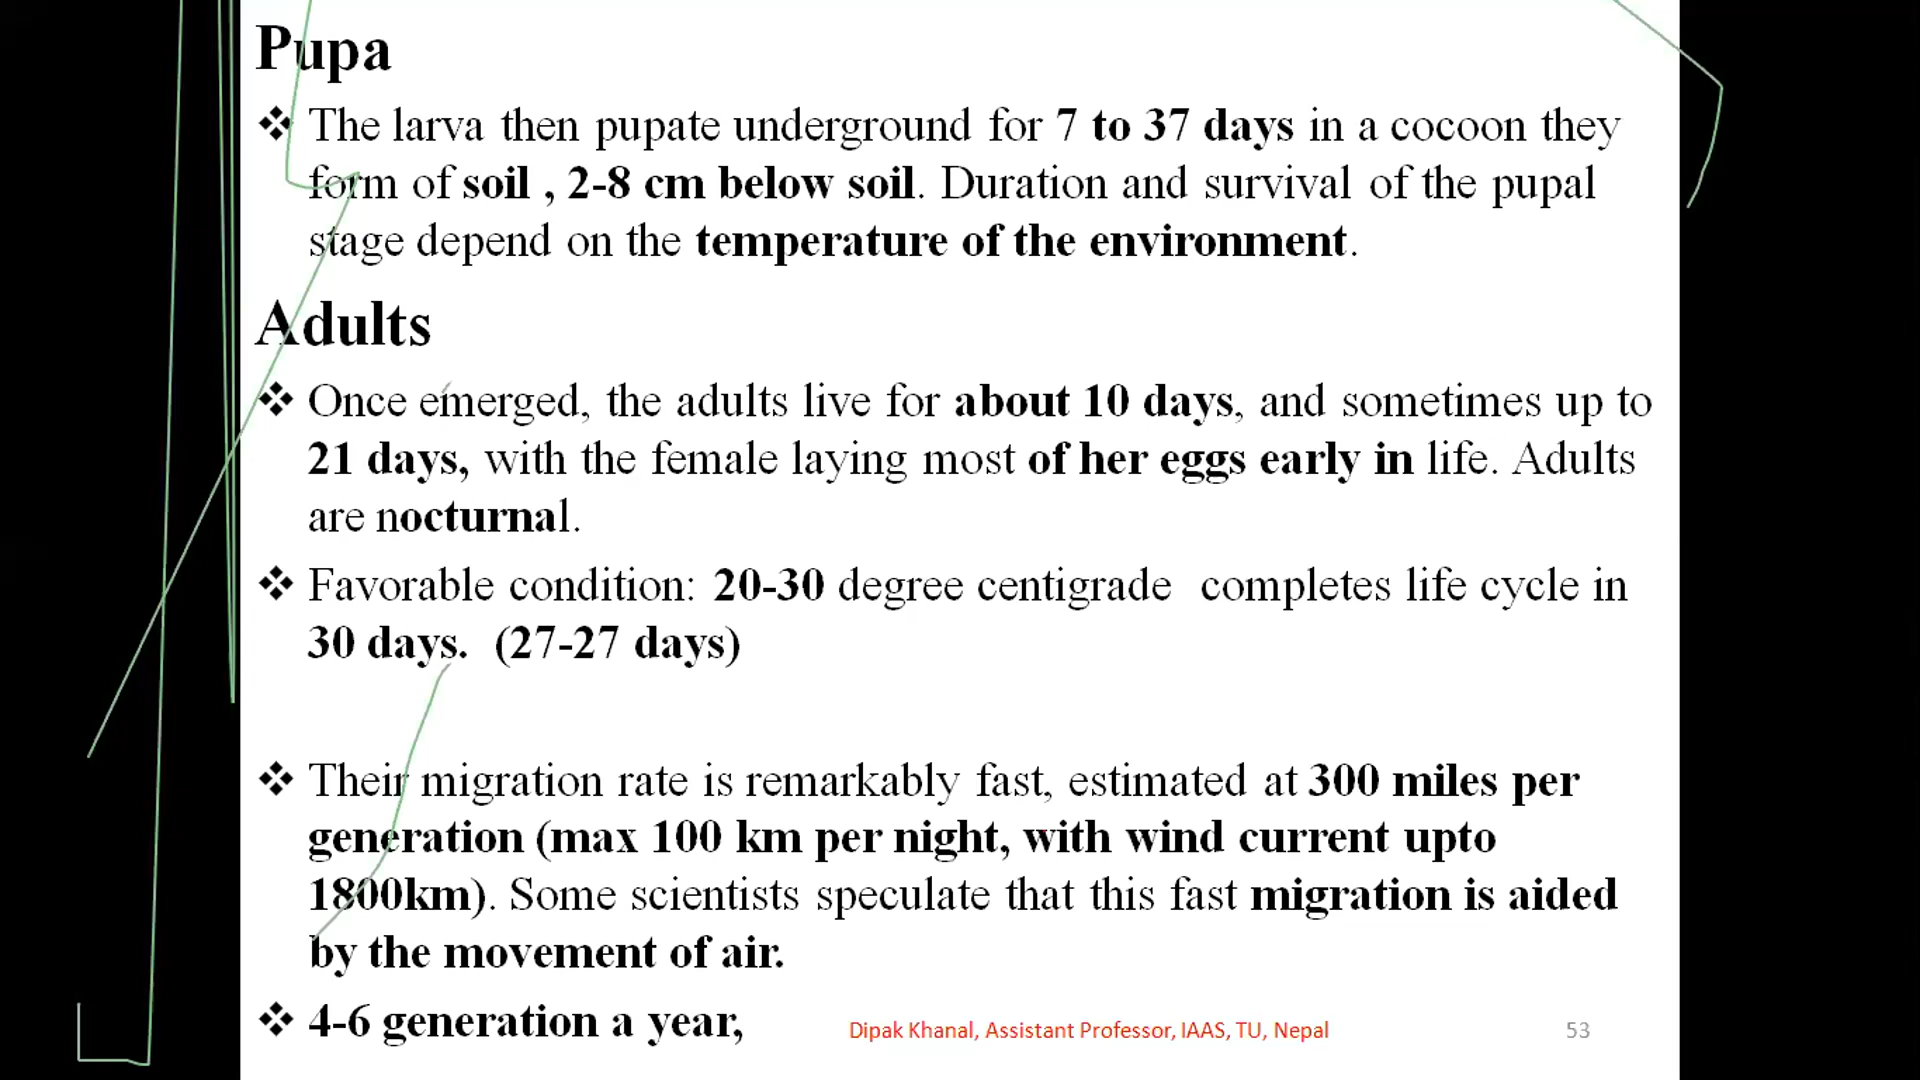 Pupa
❖ The larva then pupate underground for 7 to 37 days in a cocoon they
form of soil , 2-8 cm below soil. Duration and survival of the pupal
stage depend on the temperature of the environment.
Adults
❖ Once emerged, the adults live for about 10 days, and sometimes up to
21 days, with the female laying most of her eggs early in life. Adults
are nocturnal.
❖ Favorable condition: 20-30 degree centigrade completes life cycle in
30 days. (27-27 days)
❖ Their migration rate is remarkably fast, estimated at 300 miles per
generation (max 100 km per night, with wind current upto
1800km). Some scientists speculate that this fast migration is aided
by the movement of air.
❖ 4-6 generation a year,
Dipak Khanal, Assistant Professor, IAAS, TU, Nepal
53